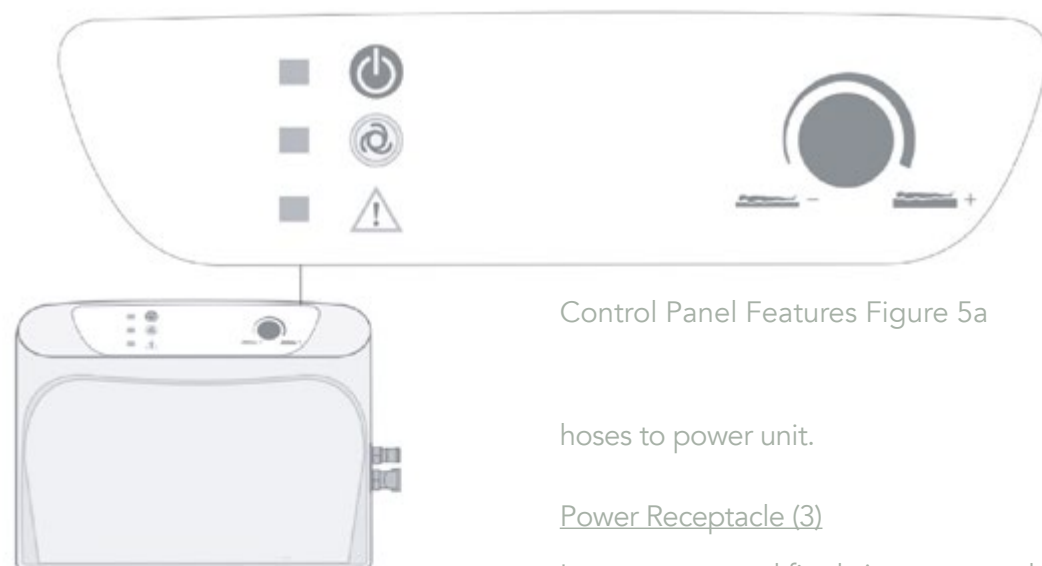 - +
Control Panel Features Figure 5a
hoses to power unit.
Power Receptacle (3)